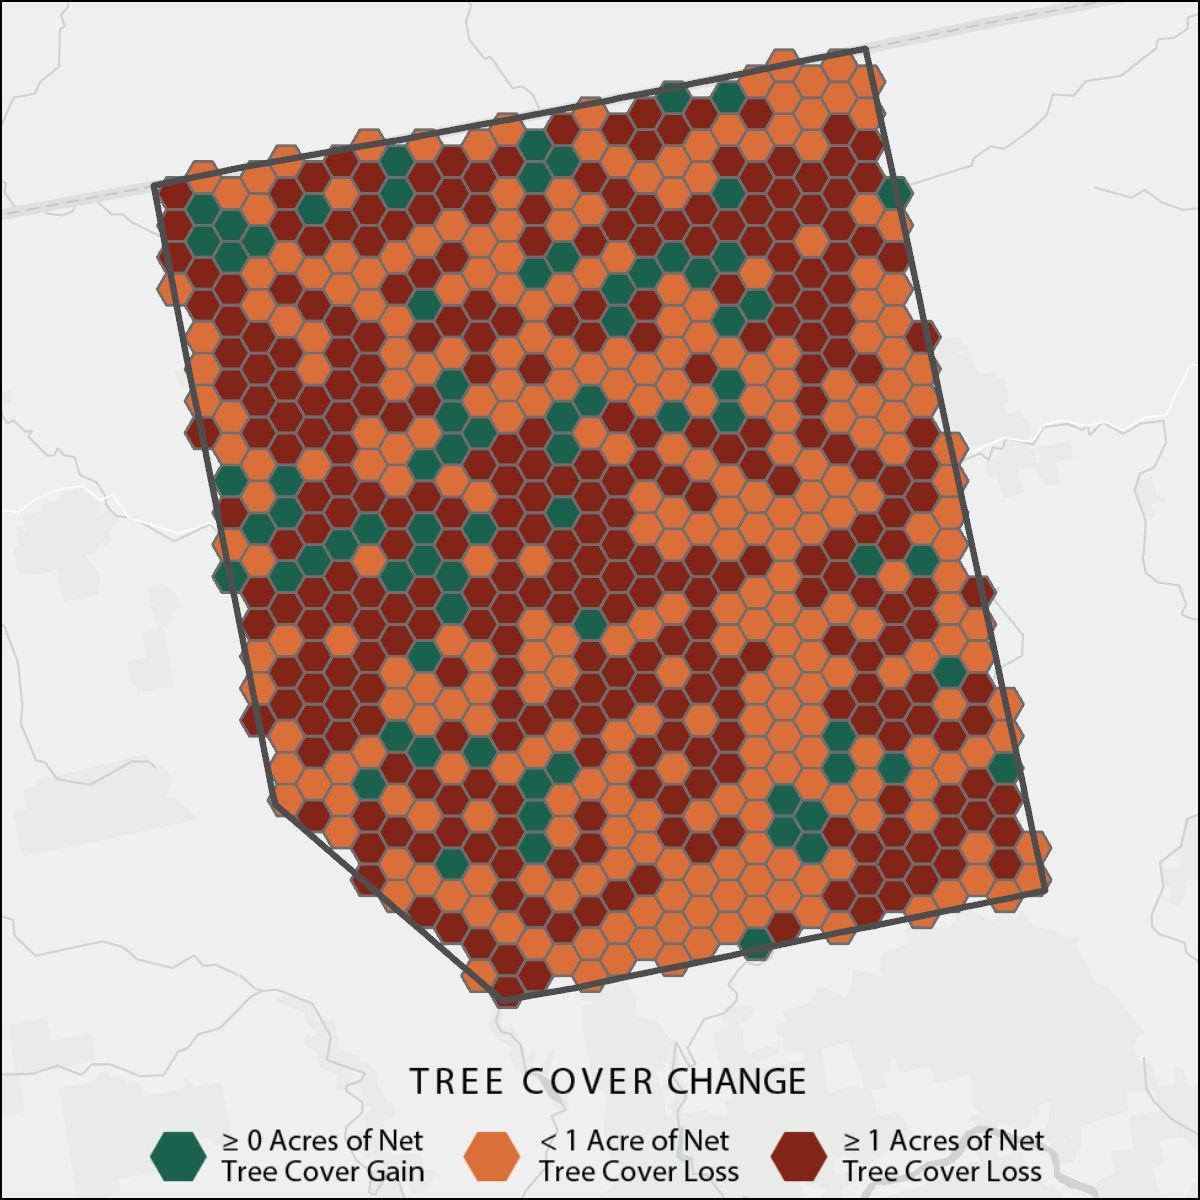 TREE COVER CHANGE
≥ 0 Acres of Net
Tree Cover Gain
< 1 Acre of Net
Tree Cover Loss
≥ 1 Acres of Net
Tree Cover Loss